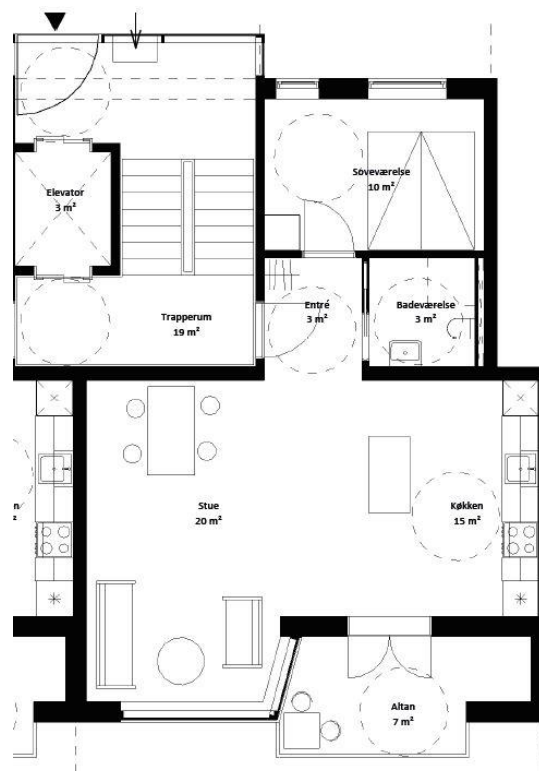 Soveværelse
10 m²
Elevator
3 m²
Entré
3 m²
Badeværelse
3 m²
Trapperum
19 m²
n
²
Stue
20 m²
Køkken
15 m²
Altan
7 m²